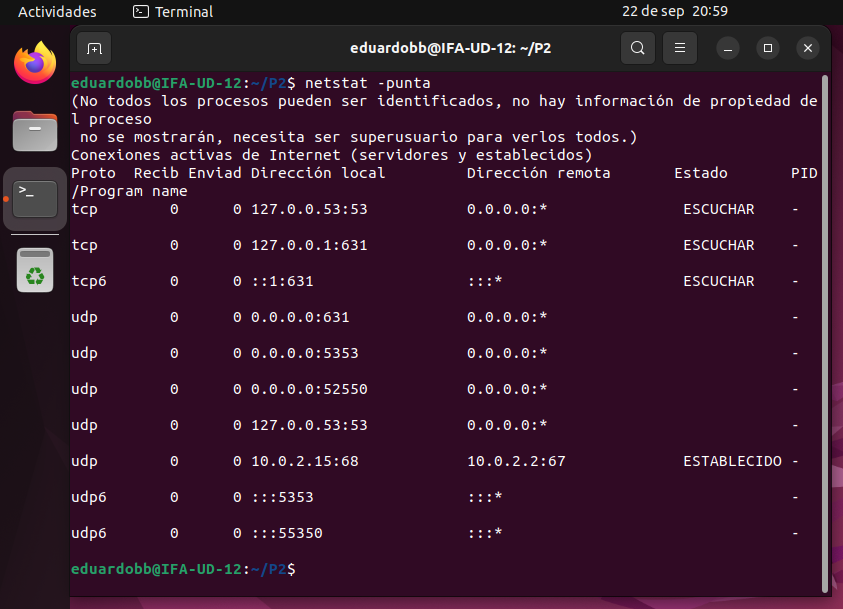 Actividades Terminal 22 de sep 20:59
eduardobb@IFA-UD-12: ~/P2
eduardobb@IFA-UD-12:~/P2$ netstat -punta
(No todos los procesos pueden ser identificados, no hay información de propiedad de
l proceso
 no se mostrarán, necesita ser superusuario para verlos todos.)
Conexiones activas de Internet (servidores y establecidos)
Proto  Recib Enviad Dirección local         Dirección remota       Estado       PID
/Program name
tcp        0      0 127.0.0.53:53           0.0.0.0:*               ESCUCHAR    -
tcp        0      0 127.0.0.1:631           0.0.0.0:*               ESCUCHAR    -
tcp6       0      0 ::1:631                 :::*                    ESCUCHAR    -
udp        0      0 0.0.0.0:631             0.0.0.0:*                           -
udp        0      0 0.0.0.0:5353            0.0.0.0:*                           -
udp        0      0 0.0.0.0:52550           0.0.0.0:*                           -
udp        0      0 127.0.0.53:53           0.0.0.0:*                           -
udp        0      0 10.0.2.15:68            10.0.2.2:67             ESTABLECIDO -
udp6       0      0 :::5353                 :::*                                -
udp6       0      0 :::55350                :::*                                -
eduardobb@IFA-UD-12:~/P2$